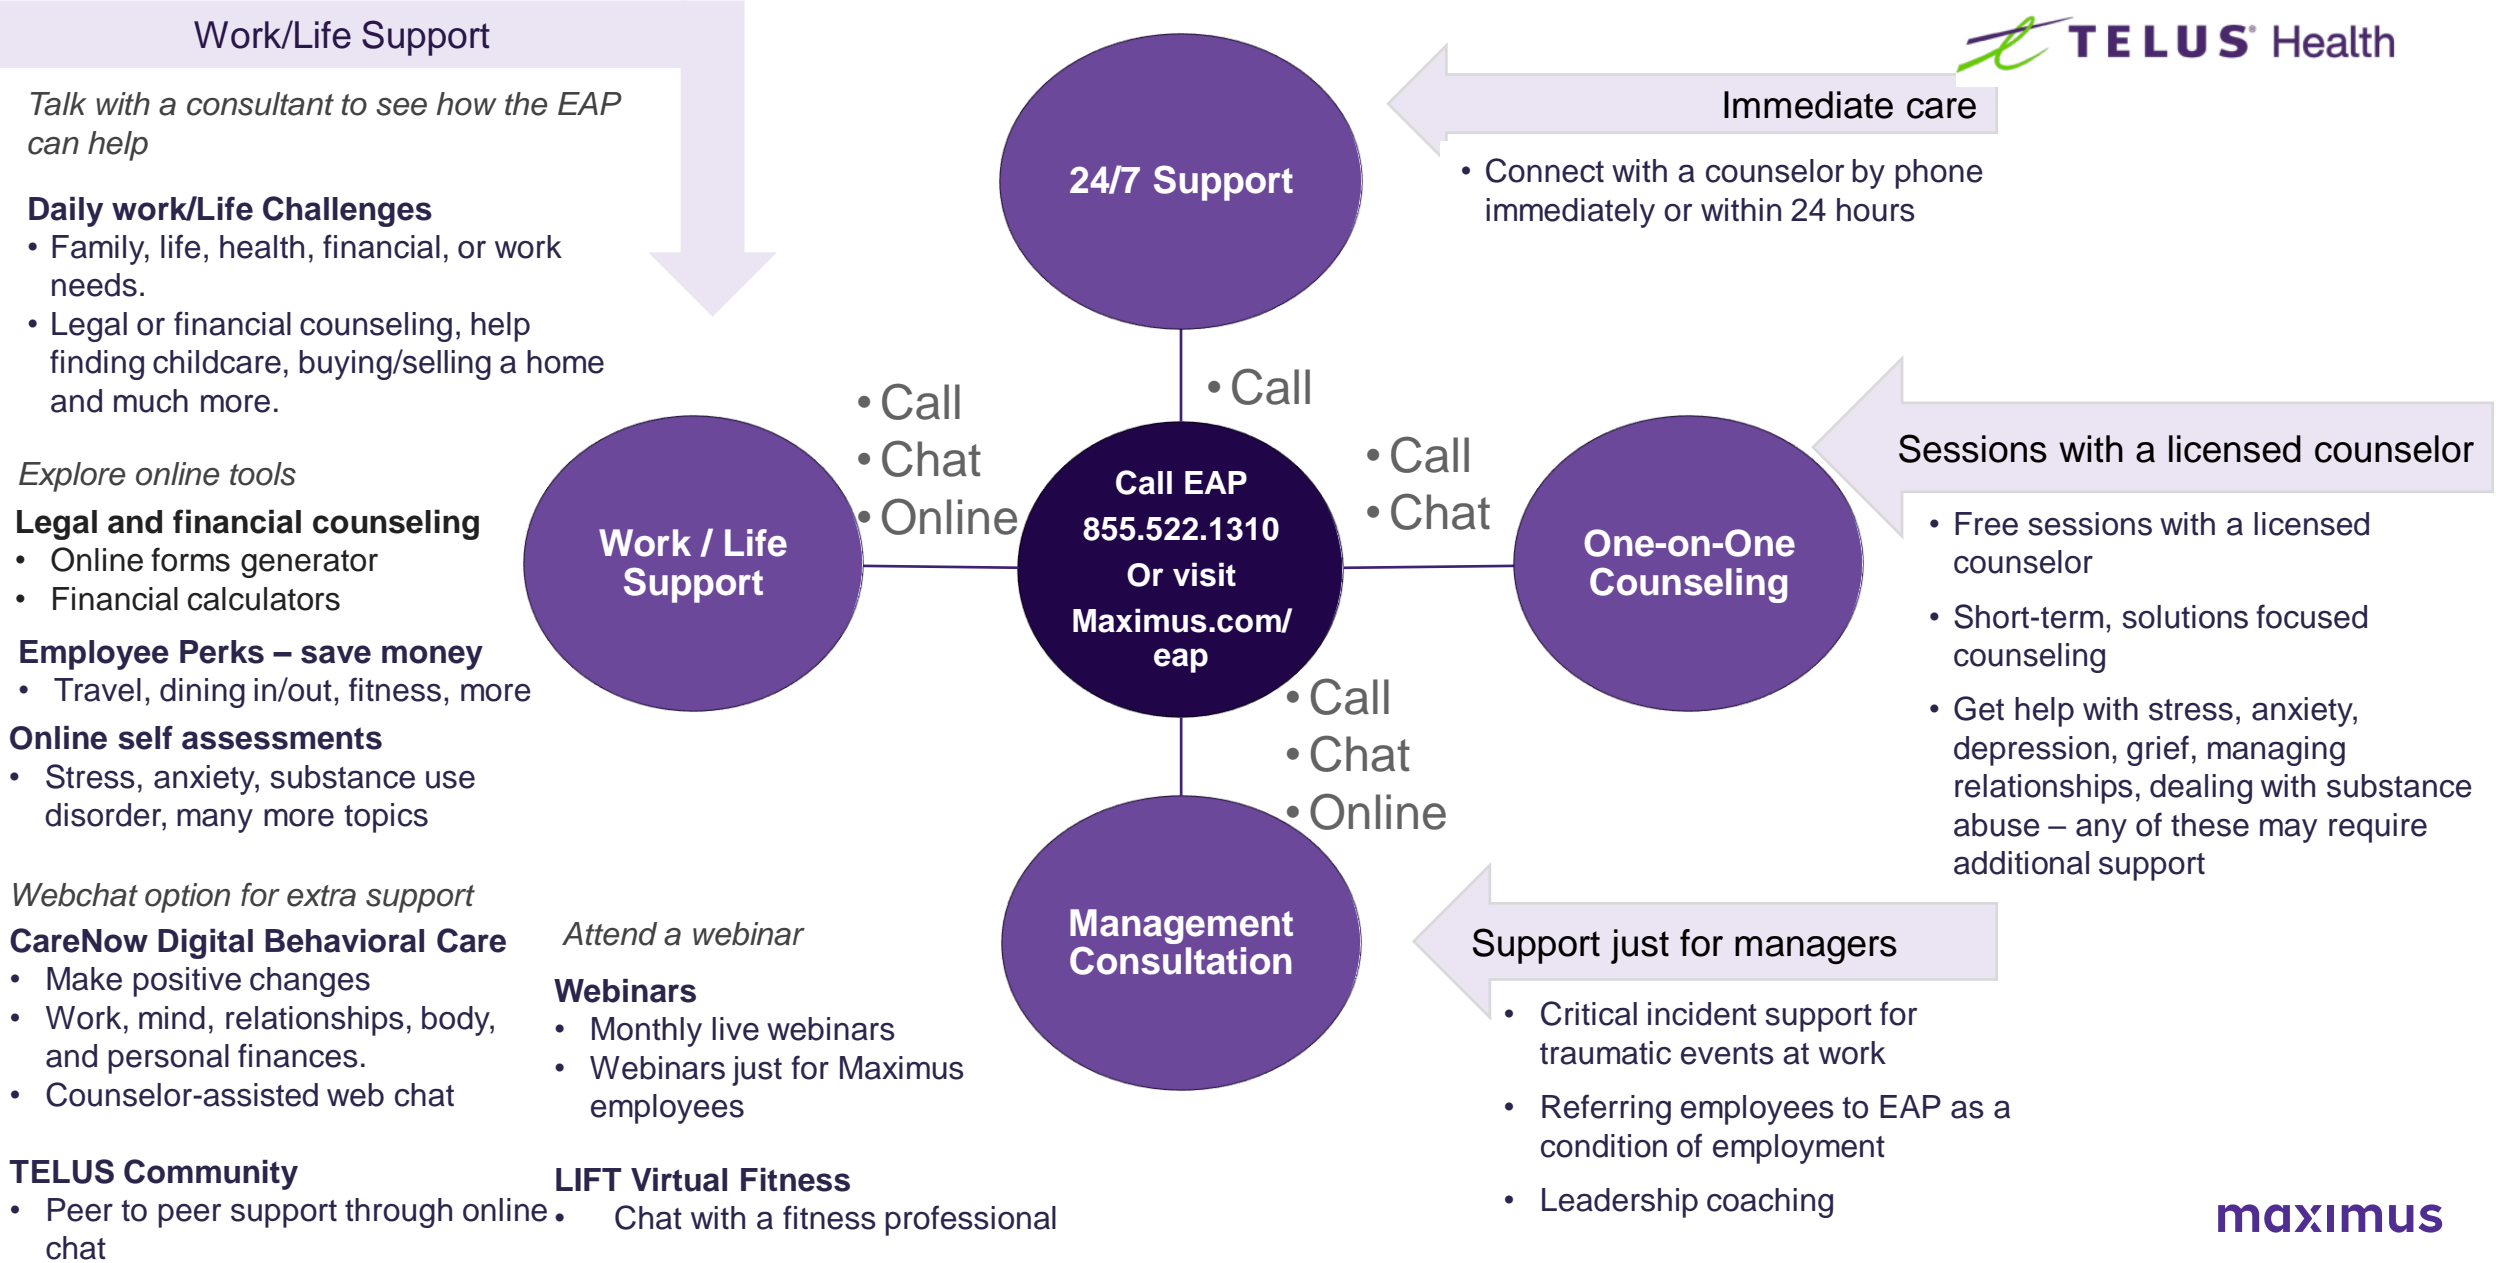 Work/Life Support
Talk with a consultant to see how the EAP
can help
Daily work/Life Challenges
• Family, life, health, financial, or work
needs.
• Legal or financial counseling, help
finding childcare, buying/selling a home
and much more.
Explore online tools
Legal and financial counseling
• Online forms generator
• Financial calculators
Employee Perks – save money
• Travel, dining in/out, fitness, more
Online self assessments
• Stress, anxiety, substance use
disorder, many more topics
Webchat option for extra support
CareNow Digital Behavioral Care
• Make positive changes
• Work, mind, relationships, body,
and personal finances.
• Counselor-assisted web chat
TELUS Community
• Peer to peer support through online
chat
Attend a webinar
Webinars
• Monthly live webinars
• Webinars just for Maximus
employees
LIFT Virtual Fitness
• Chat with a fitness professional
24/7 Support
• Call
Work / Life
Support
• Call
• Chat
• Online
Call EAP
855.522.1310
Or visit
Maximus.com/
eap
• Call
• Chat
One-on-One
Counseling
• Call
• Chat
• Online
Management
Consultation
TELUS® Health
Immediate care
• Connect with a counselor by phone
immediately or within 24 hours
Sessions with a licensed counselor
• Free sessions with a licensed
counselor
• Short-term, solutions focused
counseling
• Get help with stress, anxiety,
depression, grief, managing
relationships, dealing with substance
abuse – any of these may require
additional support
Support just for managers
• Critical incident support for
traumatic events at work
• Referring employees to EAP as a
condition of employment
• Leadership coaching
maximus